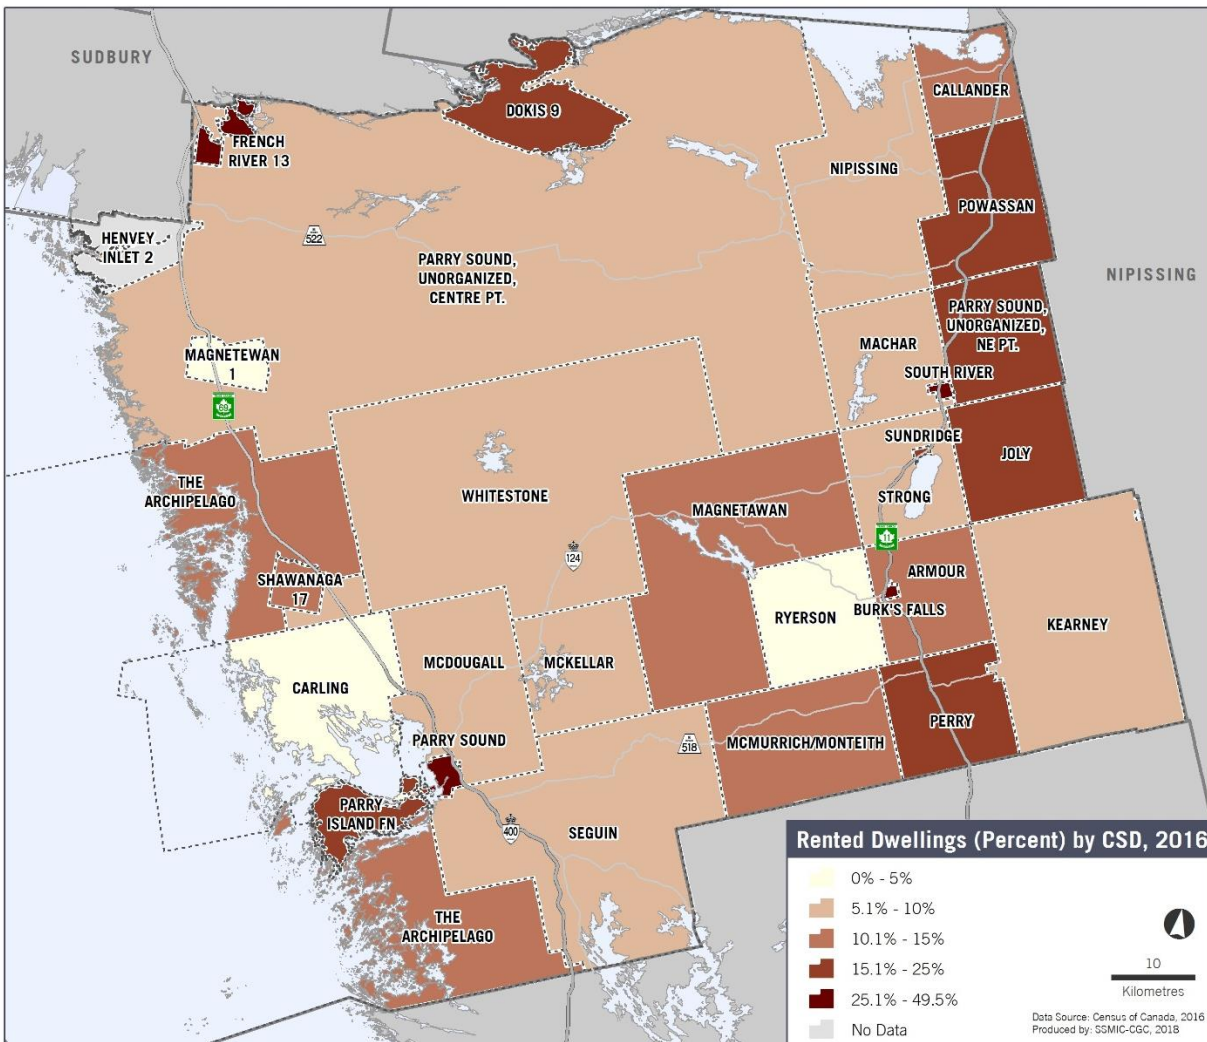 SUDBURY
CALLANDER
DOKIS 9
FRENCH
RIVER 13
NIPISSING
POWASSAN
HENVEY
INLET 2
522
PARRY SOUND,
UNORGANIZED,
CENTRE PT.
NIPISSING
PARRY SOUND,
UNORGANIZED,
NE PT.
MACHAR
MAGNETEWAN
1
SOUTH RIVER
69
SUNDRIDGE
JOLY
THE
ARCHIPELAGO
WHITESTONE
STRONG
MAGNETAWAN
11
124
ARMOUR
SHAWANAGA
17
BURK'S FALLS
RYERSON
KEARNEY
MCDOUGALL
MCKELLAR
CARLING
PERRY
PARRY SOUND
518
MCMURRICH/MONTEITH
PARRY
ISLAND FN
400
SEGUIN
THE
ARCHIPELAGO
Rented Dwellings (Percent) by CSD, 2016
0% - 5%
5.1% - 10%
10.1% - 15%
15.1% - 25%
25.1% - 49.5%
No Data
10
Kilometres
Data Source: Census of Canada, 2016
Produced by: SSMIC-CGC, 2018